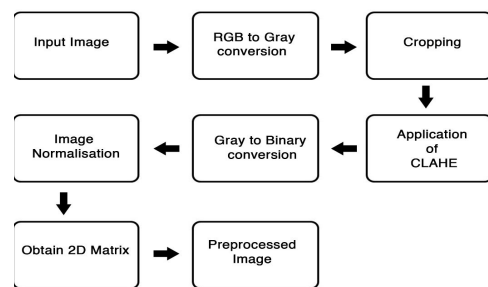 Input Image
RGB to Gray
conversion
Cropping
Application
of
CLAHE
Gray to Binary
conversion
Image
Normalisation
Obtain 2D Matrix
Preprocessed
Image